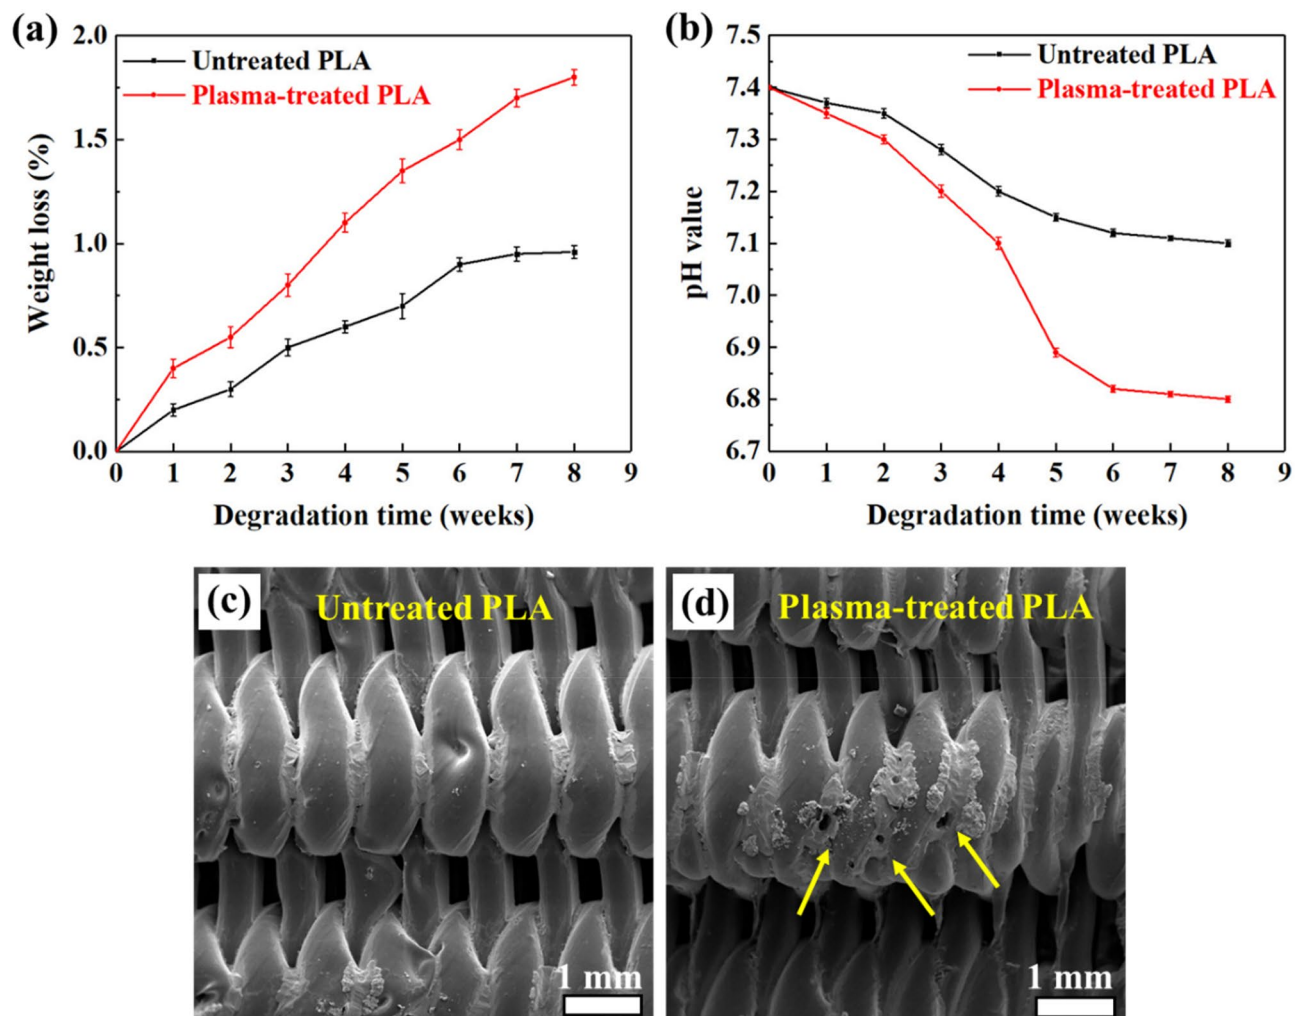 (a)
2.0
1.5
1.0
0.5
0.0
Weight loss (%)
Untreated PLA
Plasma-treated PLA
0 1 2 3 4 5 6 7 8 9
Degradation time (weeks)
(b)
7.5
7.4
7.3
7.2
7.1
7.0
6.9
6.8
6.7
pH value
Untreated PLA
Plasma-treated PLA
0 1 2 3 4 5 6 7 8 9
Degradation time (weeks)
(c)
Untreated PLA
1 mm
(d)
Plasma-treated PLA
1 mm